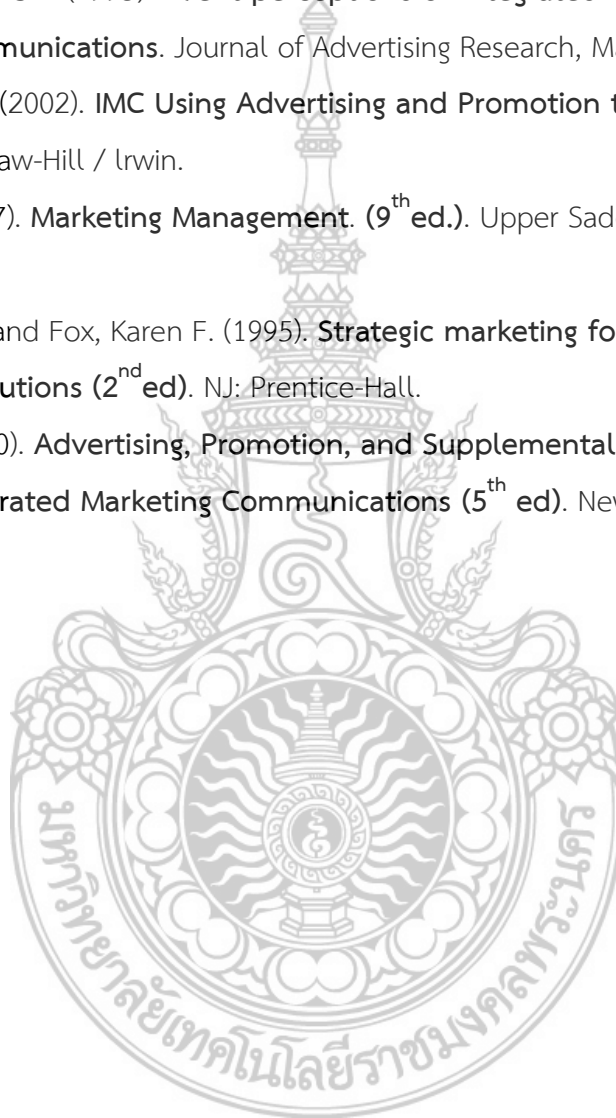 munications. Journal of Advertising Research, Ma
(2002). IMC Using Advertising and Promotion t
aw-Hill / lrwin.
7). Marketing Management. (9th ed.). Upper Sad
and Fox, Karen F. (1995). Strategic marketing fo
utions (2nd ed). NJ: Prentice-Hall.
0). Advertising, Promotion, and Supplemental
rated Marketing Communications (5th ed). Nev
มหาวิทยาลัยเทคโนโลยีราชมงคลพระนคร